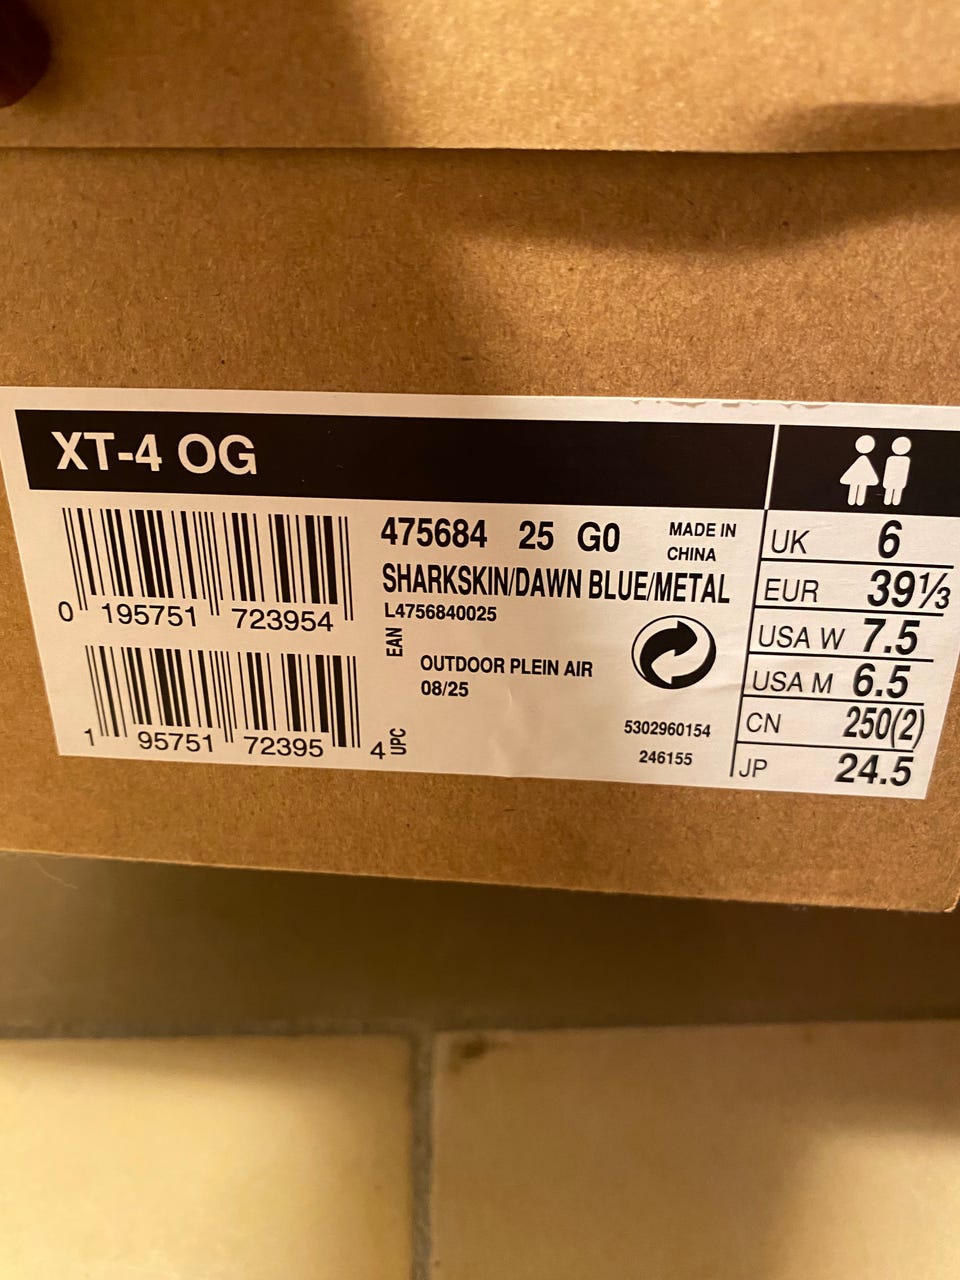 XT-4 OG
0 195751 723954
1 95751 72395 4
EAN
UPC
475684 25 G0
MADE IN
CHINA
SHARKSKIN/DAWN BLUE/METAL
L4756840025
OUTDOOR PLEIN AIR
08/25
5302960154
246155
UK 6
EUR 39⅓
USA W 7.5
USA M 6.5
CN 250(2)
JP 24.5